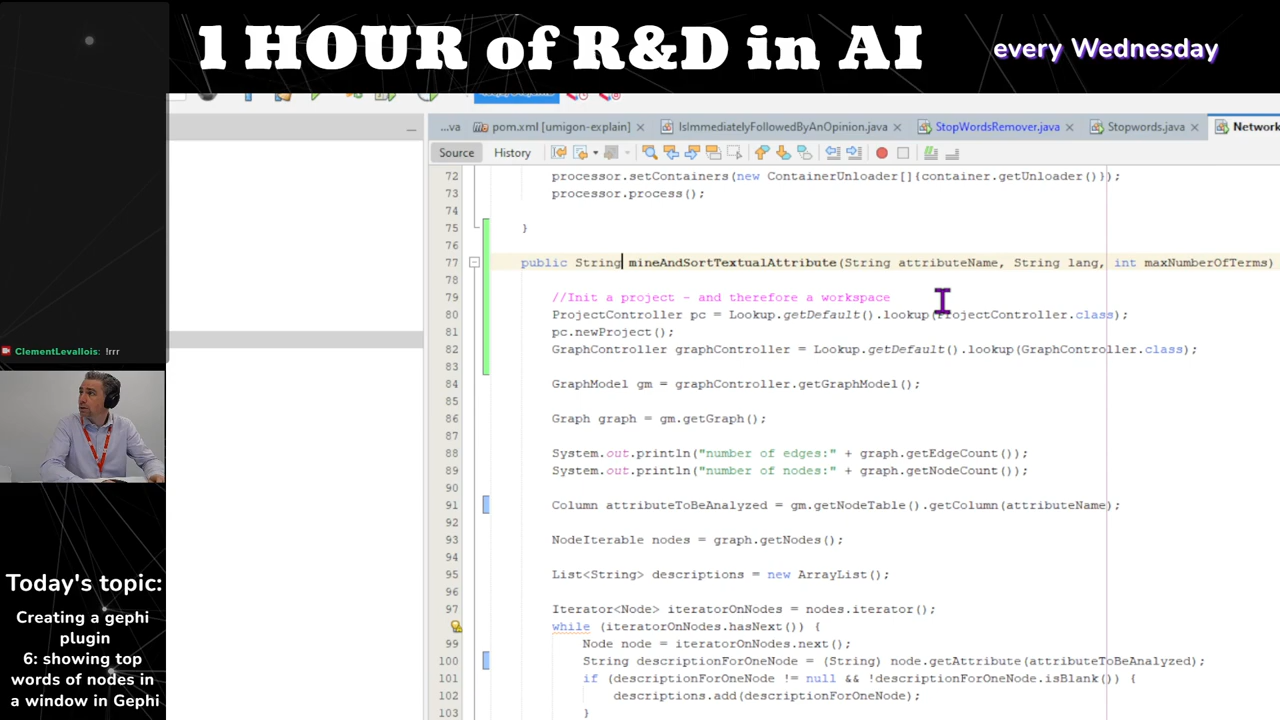 1 HOUR of R&D in AI
every Wednesday
...va
pom.xml [umigon-explain]
IsImmediatelyFollowedByAnOpinion.java
StopWordsRemover.java
Stopwords.java
Network
Source
History
72 processor.setContainers(new ContainerUnloader[]{container.getUnloader()});
73 processor.process();
74
75 }
76
77 public String mineAndSortTextualAttribute(String attributeName, String lang, int maxNumberOfTerms)
78
79 //Init a project - and therefore a workspace
80 ProjectController pc = Lookup.getDefault().lookup(ProjectController.class);
81 pc.newProject();
82 GraphController graphController = Lookup.getDefault().lookup(GraphController.class);
83
84 GraphModel gm = graphController.getGraphModel();
85
86 Graph graph = gm.getGraph();
87
88 System.out.println("number of edges:" + graph.getEdgeCount());
89 System.out.println("number of nodes:" + graph.getNodeCount());
90
91 Column attributeToBeAnalyzed = gm.getNodeTable().getColumn(attributeName);
92
93 NodeIterable nodes = graph.getNodes();
94
95 List<String> descriptions = new ArrayList();
96
97 Iterator<Node> iteratorOnNodes = nodes.iterator();
while (iteratorOnNodes.hasNext()) {
99 Node node = iteratorOnNodes.next();
100 String descriptionForOneNode = (String) node.getAttribute(attributeToBeAnalyzed);
101 if (descriptionForOneNode != null && !descriptionForOneNode.isBlank()) {
102 descriptions.add(descriptionForOneNode);
103 }
ClementLevallois: !rrr
Today's topic:
Creating a gephi
plugin
6: showing top
words of nodes in
a window in Gephi